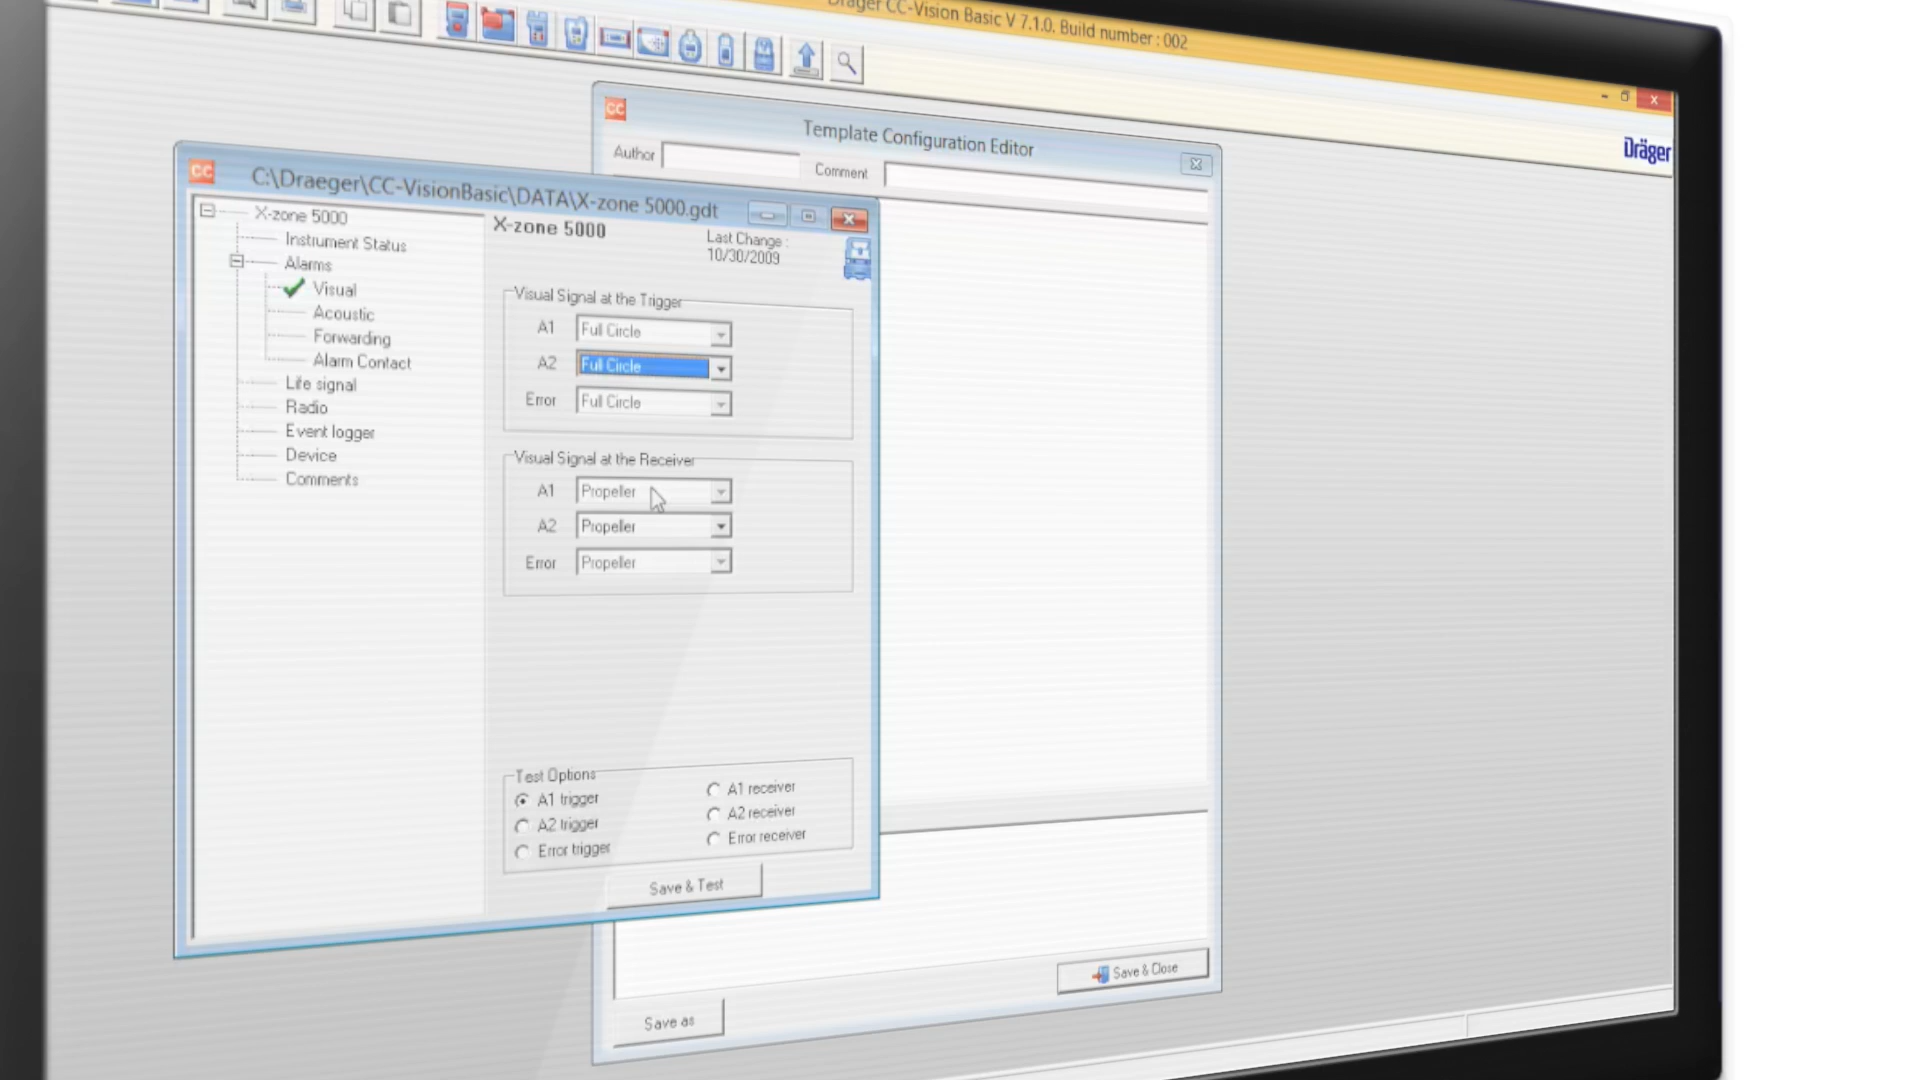 Dräger CC-Vision Basic V 7.1.0. Build number : 002
Dräger
CC
Template Configuration Editor
Author
Comment
CC
C:\Draeger\CC-VisionBasic\DATA\X-zone 5000.gdt
X-zone 5000
Instrument Status
Alarms
Visual
Acoustic
Forwarding
Alarm Contact
Life signal
Radio
Event logger
Device
Comments
X-zone 5000
Last Change :
10/30/2009
Visual Signal at the Trigger
A1 Full Circle
A2 Full Circle
Error Full Circle
Visual Signal at the Receiver
A1 Propeller
A2 Propeller
Error Propeller
Test Options
A1 trigger
A2 trigger
Error trigger
A1 receiver
A2 receiver
Error receiver
Save & Test
Save & Close
Save as